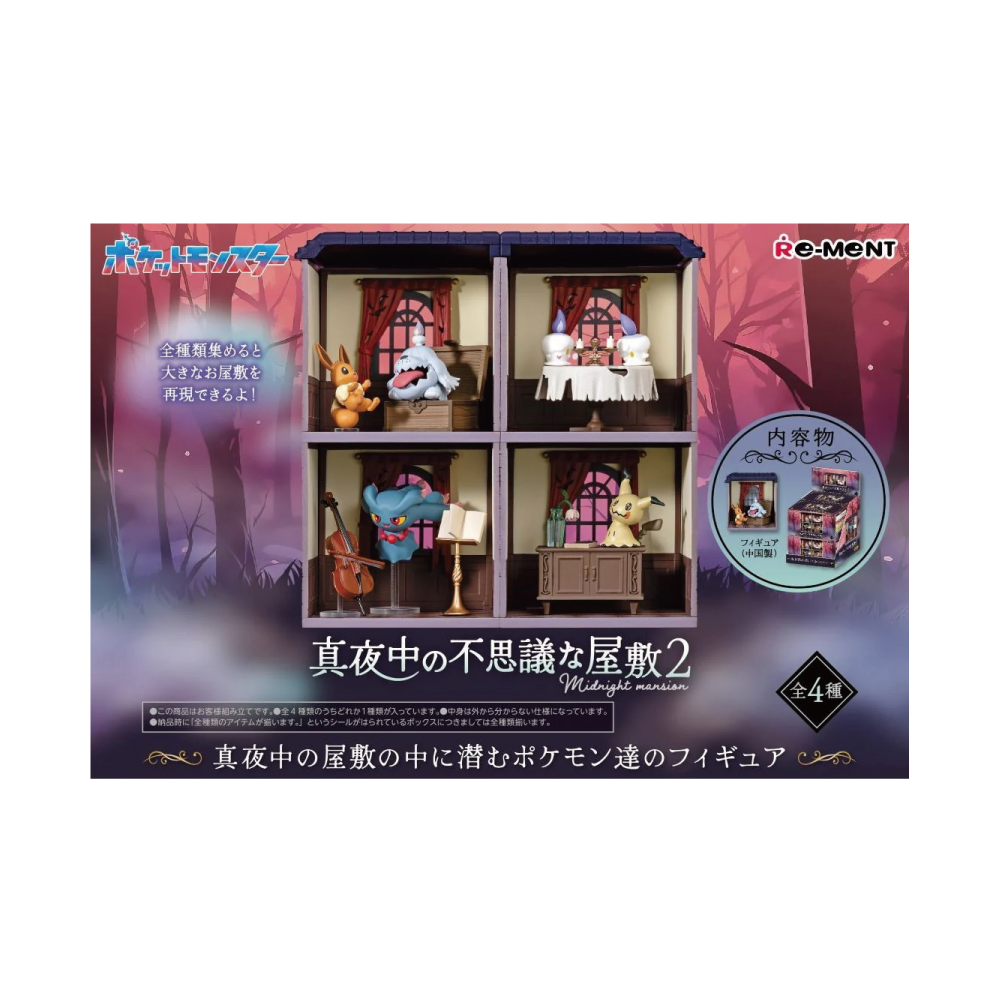 ポケットモンスター
Re-MeNT
全種類集めると
大きなお屋敷を
再現できるよ!
内容物
フィギュア
(中国製)
真夜中の不思議な屋敷2
Midnight mansion
全4種
●この商品はお客様組み立てです。●全4種類のうちどれか1種類が入っています。●中身は外から分からない仕様になっています。
●納品時に「全種類のアイテムが揃います。」というシールがはられているボックスにつきましては全種類揃います。
真夜中の屋敷の中に潜むポケモン達のフィギュア